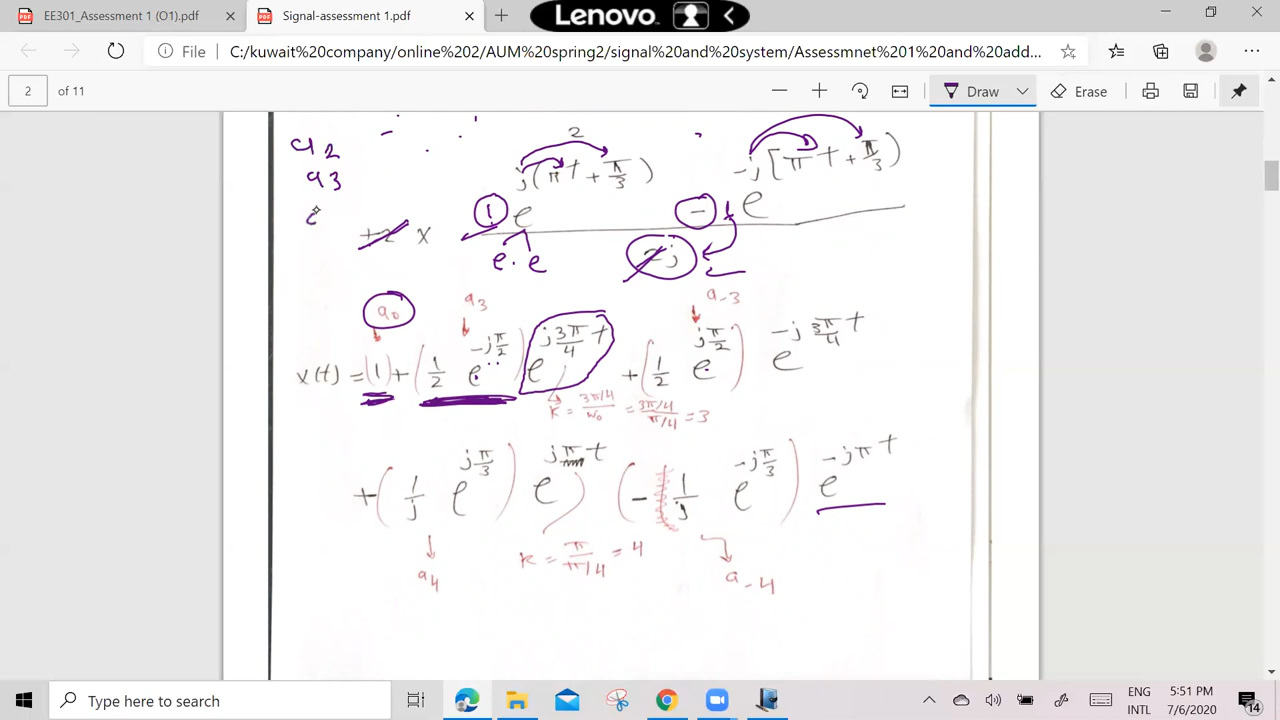 EE301_Assessment 1 (O1).pdf
Signal-assessment 1.pdf
Lenovo
File
C:/kuwait%20company/online%202/AUM%20spring2/signal%20and%20system/Assessmnet%201%20and%20add...
2 of 11
Draw
Erase
a2
a3
2
j(πt + π/3)
-j[πt + π/3)
+2 x
1 e
- 1 e
e . e
2j
a0
a3
a-3
x(t) = (1) + (1/2 e^{-jπ/2}) e^{j3π/4 t} + (1/2 e^{jπ/2}) e^{-j3π/4 t}
K = 3π/4 / w0 = 3π/4 / π/4 = 3
+(1/j e^{jπ/3}) e^{jπt} (- 1/j e^{-jπ/3}) e^{-jπt}
K = π / π/4 = 4
a4
a-4
Type here to search
ENG
INTL
5:51 PM
7/6/2020
14